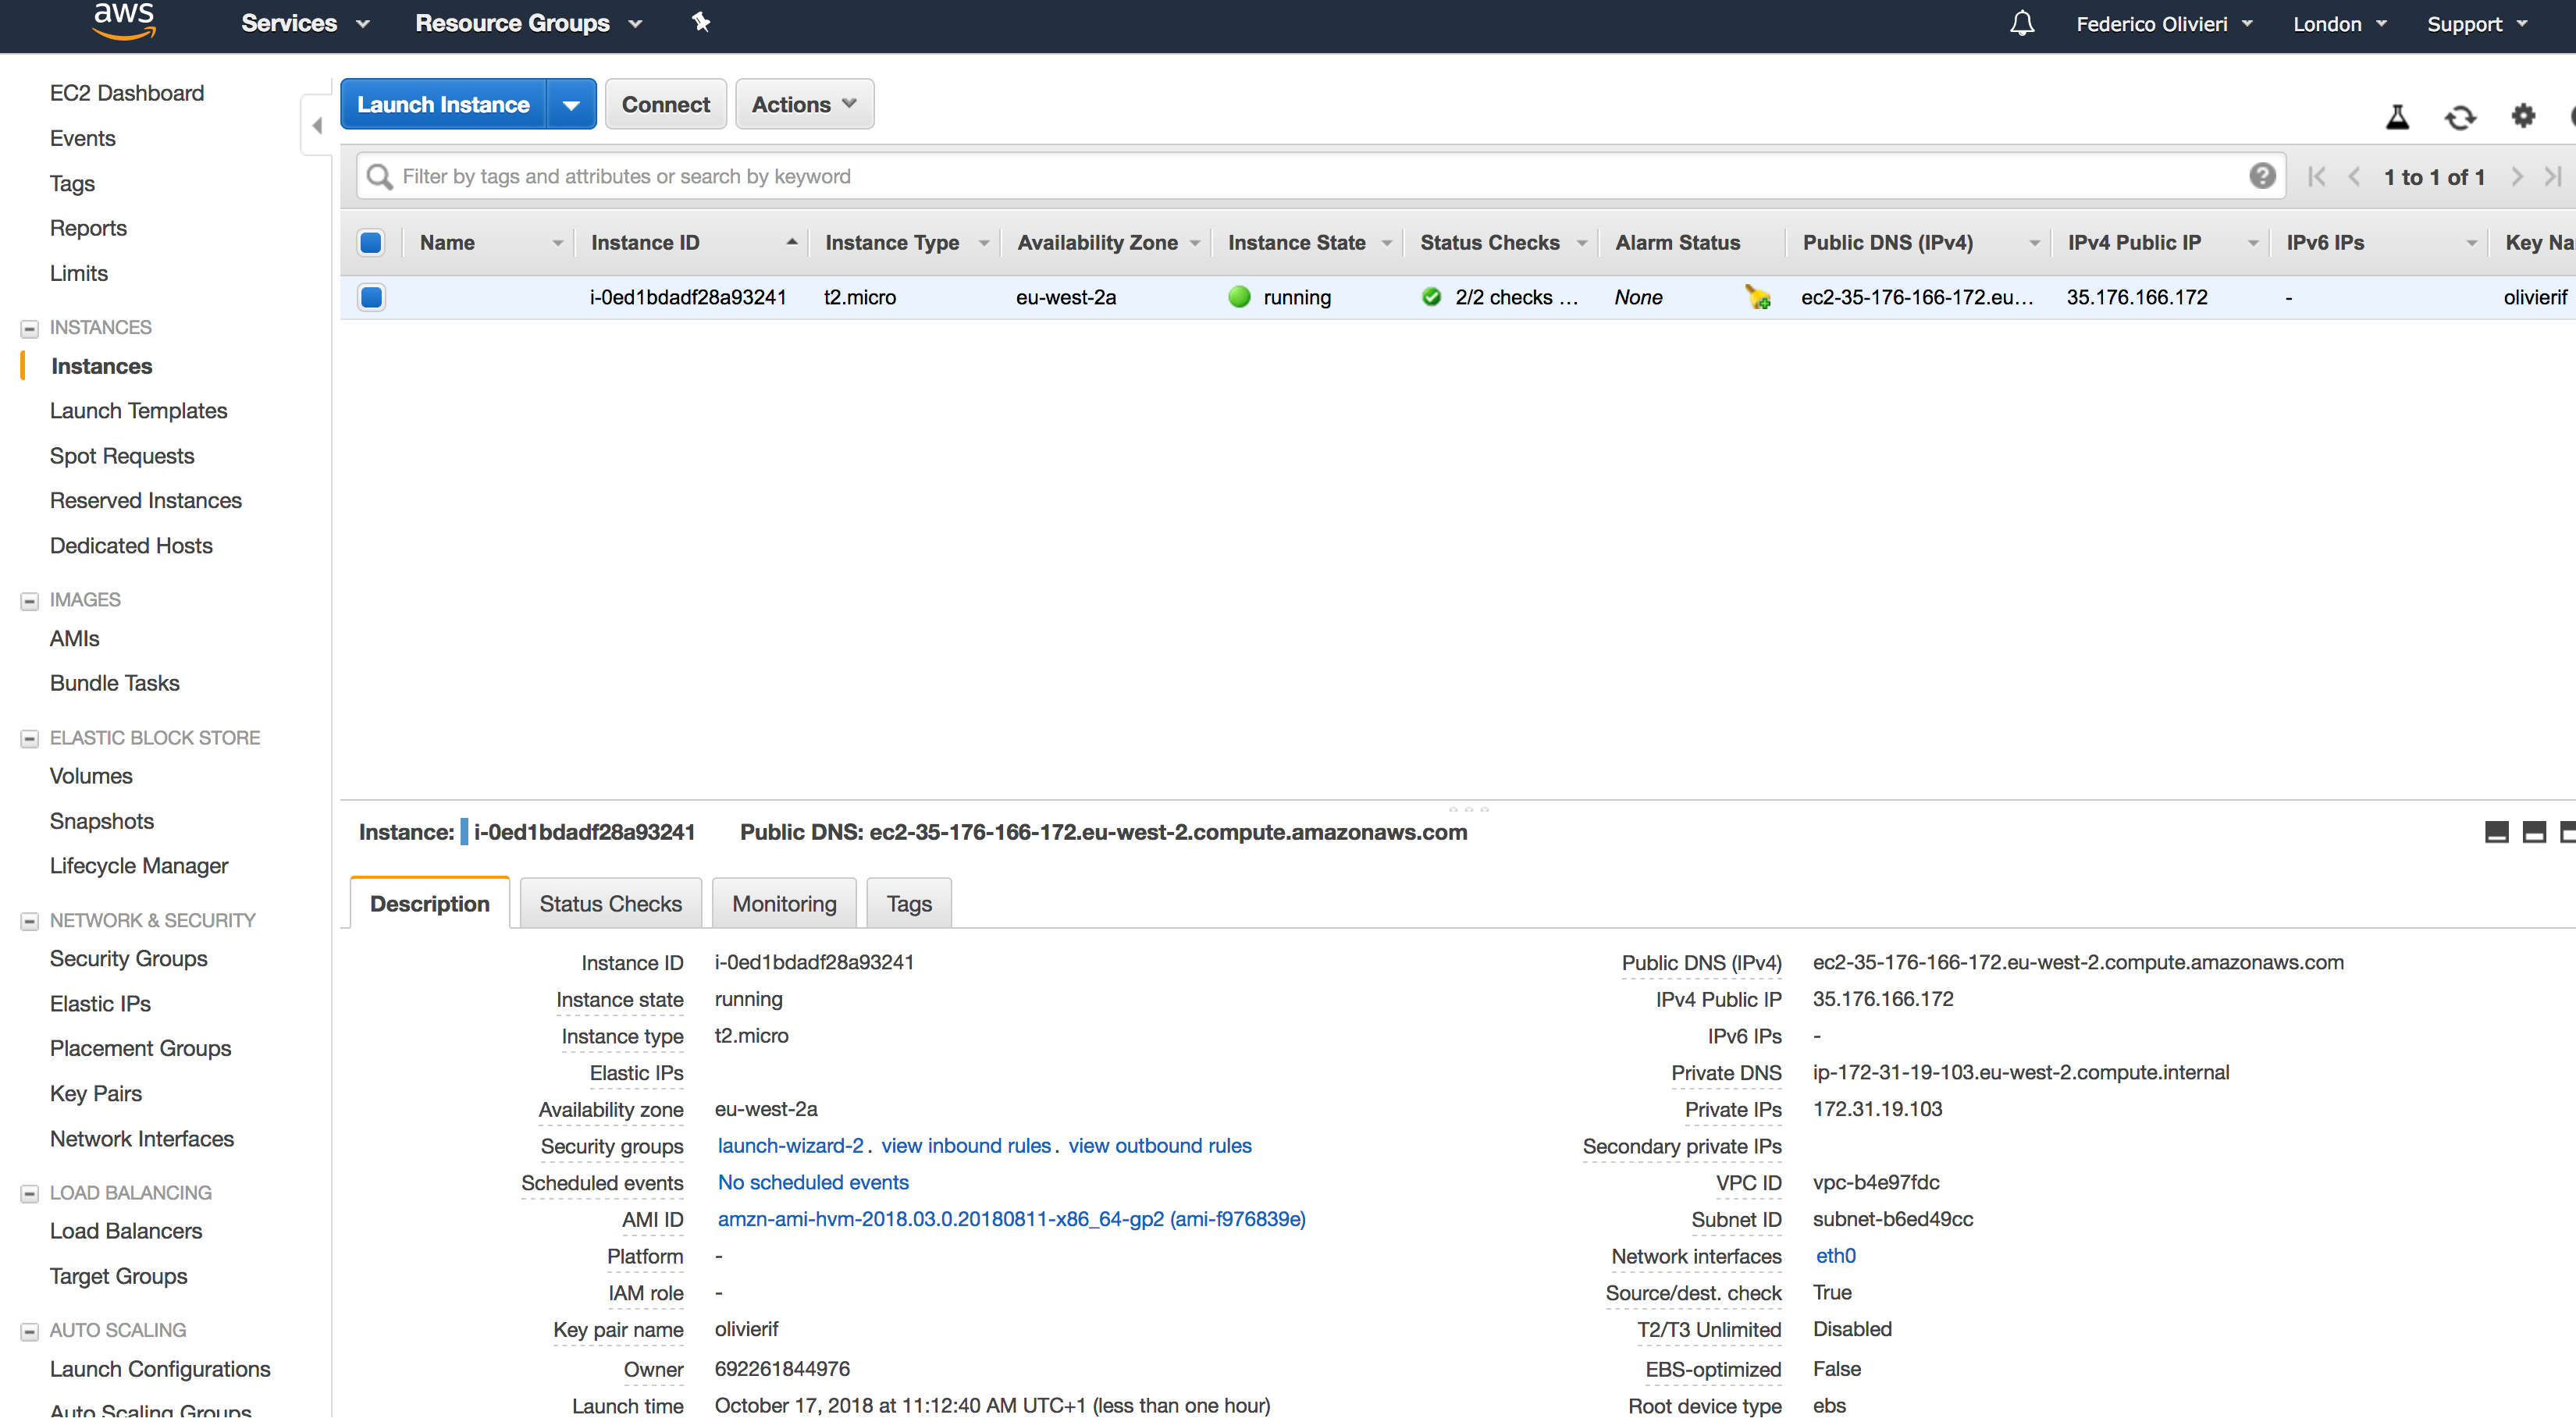 aws Services Resource Groups Federico Olivieri London Support
EC2 Dashboard
Events
Tags
Reports
Limits
INSTANCES
Instances
Launch Templates
Spot Requests
Reserved Instances
Dedicated Hosts
IMAGES
AMIs
Bundle Tasks
ELASTIC BLOCK STORE
Volumes
Snapshots
Lifecycle Manager
NETWORK & SECURITY
Security Groups
Elastic IPs
Placement Groups
Key Pairs
Network Interfaces
LOAD BALANCING
Load Balancers
Target Groups
AUTO SCALING
Launch Configurations
Auto Scaling Groups
Launch Instance Connect Actions
Filter by tags and attributes or search by keyword 1 to 1 of 1
Name Instance ID Instance Type Availability Zone Instance State Status Checks Alarm Status Public DNS (IPv4) IPv4 Public IP IPv6 IPs Key Na
i-0ed1bdadf28a93241 t2.micro eu-west-2a running 2/2 checks ... None ec2-35-176-166-172.eu... 35.176.166.172 - olivierif
Instance: i-0ed1bdadf28a93241 Public DNS: ec2-35-176-166-172.eu-west-2.compute.amazonaws.com
Description Status Checks Monitoring Tags
Instance ID i-0ed1bdadf28a93241
Instance state running
Instance type t2.micro
Elastic IPs
Availability zone eu-west-2a
Security groups launch-wizard-2. view inbound rules. view outbound rules
Scheduled events No scheduled events
AMI ID amzn-ami-hvm-2018.03.0.20180811-x86_64-gp2 (ami-f976839e)
Platform -
IAM role -
Key pair name olivierif
Owner 692261844976
Launch time October 17, 2018 at 11:12:40 AM UTC+1 (less than one hour)
Public DNS (IPv4) ec2-35-176-166-172.eu-west-2.compute.amazonaws.com
IPv4 Public IP 35.176.166.172
IPv6 IPs -
Private DNS ip-172-31-19-103.eu-west-2.compute.internal
Private IPs 172.31.19.103
Secondary private IPs
VPC ID vpc-b4e97fdc
Subnet ID subnet-b6ed49cc
Network interfaces eth0
Source/dest. check True
T2/T3 Unlimited Disabled
EBS-optimized False
Root device type ebs